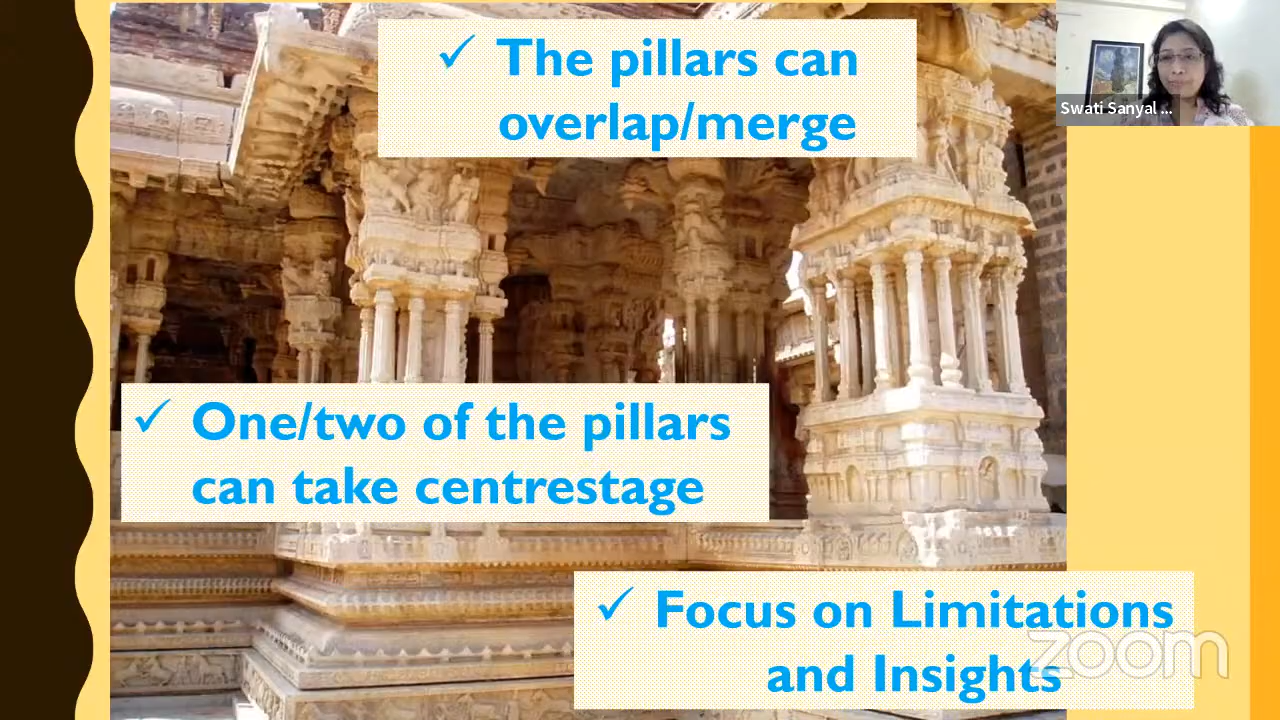 ✓ The pillars can
overlap/merge
Swati Sanyal ...
✓ One/two of the pillars
can take centrestage
✓ Focus on Limitations
and Insights
zoom